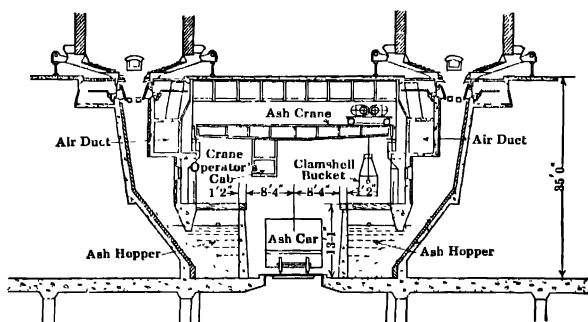 Ash Crane
Air Duct
Air Duct
Crane
Operator's
Cab
Clamshell
Bucket
1'2"
8'-4"
8'-4"
1'2"
Ash Hopper
Ash Car
13-1"
Ash Hopper
35'0"